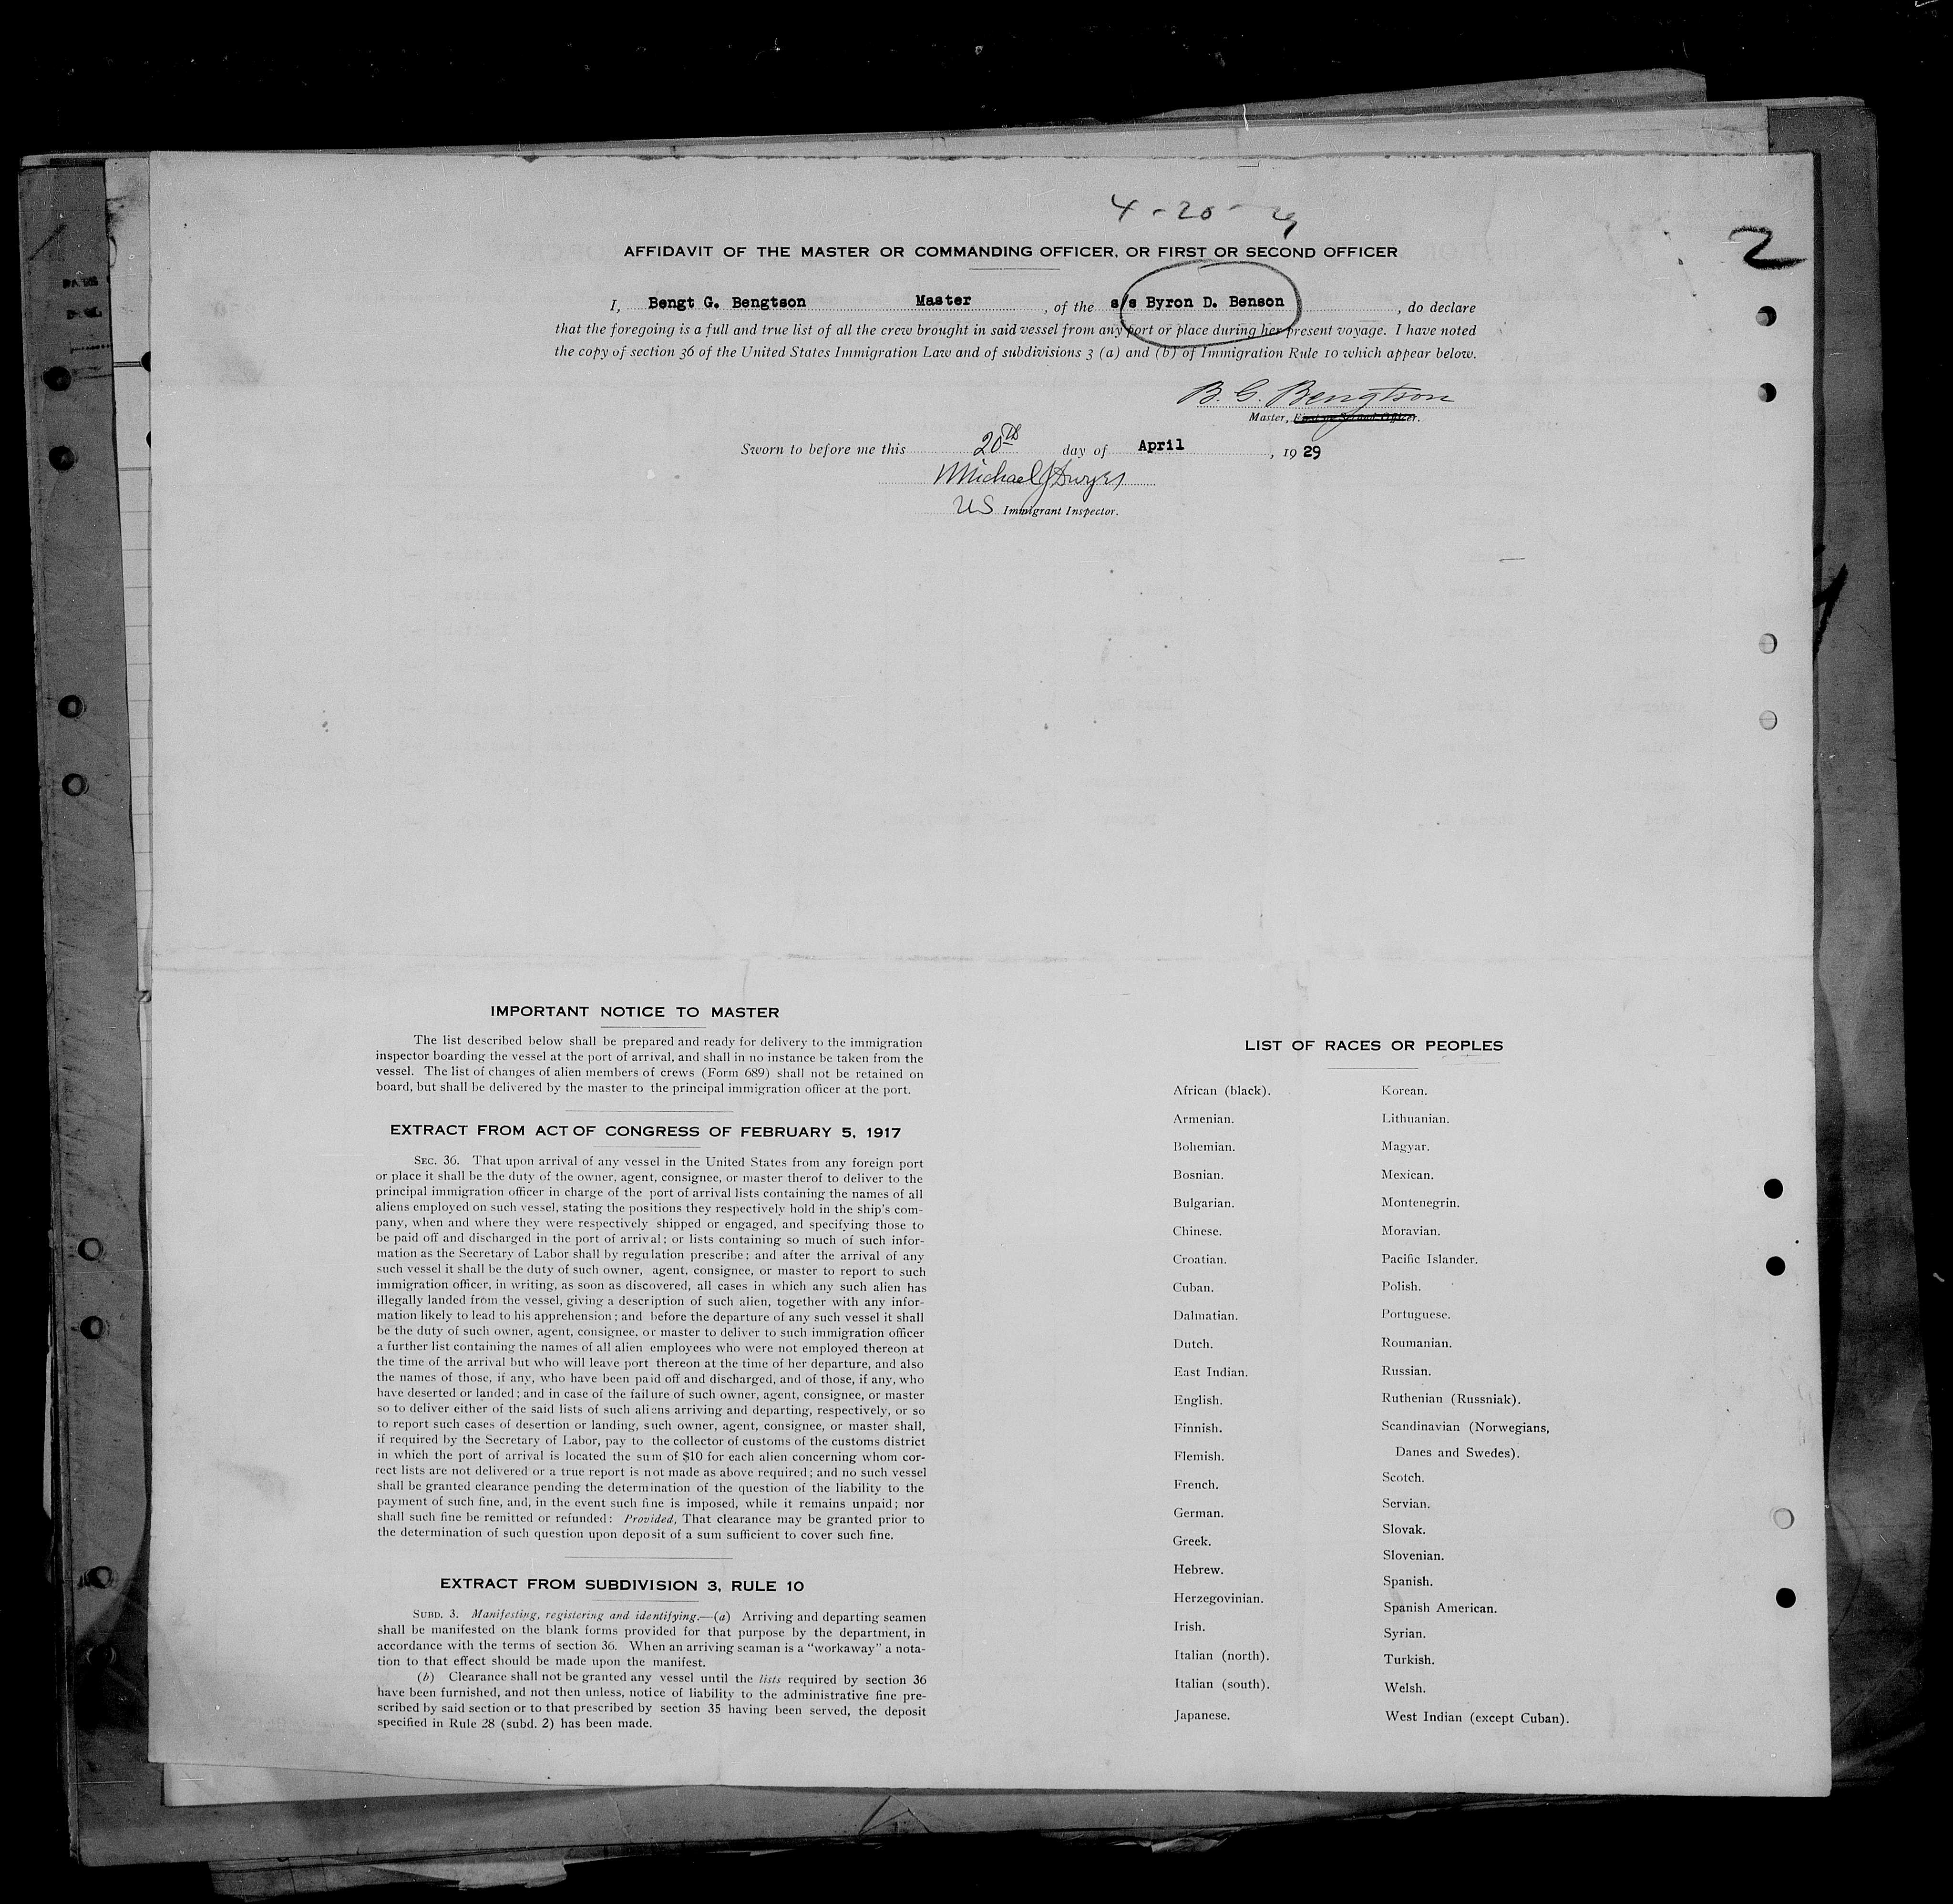 4-20-29
2
AFFIDAVIT OF THE MASTER OR COMMANDING OFFICER, OR FIRST OR SECOND OFFICER
I, Bengt G. Bengtson Master, of the s/s Byron D. Benson, do declare
that the foregoing is a full and true list of all the crew brought in said vessel from any port or place during her present voyage. I have noted
the copy of section 36 of the United States Immigration Law and of subdivisions 3 (a) and (b) of Immigration Rule 10 which appear below.
B. G. Bengtson
Master, First or Second Officer.
Sworn to before me this 20th day of April, 1929
Michael J Dwyer
US Immigrant Inspector.
IMPORTANT NOTICE TO MASTER
The list described below shall be prepared and ready for delivery to the immigration
inspector boarding the vessel at the port of arrival, and shall in no instance be taken from the
vessel. The list of changes of alien members of crews (Form 689) shall not be retained on
board, but shall be delivered by the master to the principal immigration officer at the port.
EXTRACT FROM ACT OF CONGRESS OF FEBRUARY 5, 1917
SEC. 36. That upon arrival of any vessel in the United States from any foreign port
or place it shall be the duty of the owner, agent, consignee, or master therof to deliver to the
principal immigration officer in charge of the port of arrival lists containing the names of all
aliens employed on such vessel, stating the positions they respectively hold in the ship's com-
pany, when and where they were respectively shipped or engaged, and specifying those to
be paid off and discharged in the port of arrival; or lists containing so much of such infor-
mation as the Secretary of Labor shall by regulation prescribe; and after the arrival of any
such vessel it shall be the duty of such owner, agent, consignee, or master to report to such
immigration officer, in writing, as soon as discovered, all cases in which any such alien has
illegally landed from the vessel, giving a description of such alien, together with any infor-
mation likely to lead to his apprehension; and before the departure of any such vessel it shall
be the duty of such owner, agent, consignee, or master to deliver to such immigration officer
a further list containing the names of all alien employees who were not employed thereon at
the time of the arrival but who will leave port thereon at the time of her departure, and also
the names of those, if any, who have been paid off and discharged, and of those, if any, who
have deserted or landed; and in case of the failure of such owner, agent, consignee, or master
so to deliver either of the said lists of such aliens arriving and departing, respectively, or so
to report such cases of desertion or landing, such owner, agent, consignee, or master shall,
if required by the Secretary of Labor, pay to the collector of customs of the customs district
in which the port of arrival is located the sum of $10 for each alien concerning whom cor-
rect lists are not delivered or a true report is not made as above required; and no such vessel
shall be granted clearance pending the determination of the question of the liability to the
payment of such fine, and, in the event such fine is imposed, while it remains unpaid; nor
shall such fine be remitted or refunded: Provided, That clearance may be granted prior to
the determination of such question upon deposit of a sum sufficient to cover such fine.
EXTRACT FROM SUBDIVISION 3, RULE 10
SUBD. 3. Manifesting, registering and identifying.—(a) Arriving and departing seamen
shall be manifested on the blank forms provided for that purpose by the department, in
accordance with the terms of section 36. When an arriving seaman is a "workaway" a nota-
tion to that effect should be made upon the manifest.
(b) Clearance shall not be granted any vessel until the lists required by section 36
have been furnished, and not then unless, notice of liability to the administrative fine pre-
scribed by said section or to that prescribed by section 35 having been served, the deposit
specified in Rule 28 (subd. 2) has been made.
LIST OF RACES OR PEOPLES
African (black).
Armenian.
Bohemian.
Bosnian.
Bulgarian.
Chinese.
Croatian.
Cuban.
Dalmatian.
Dutch.
East Indian.
English.
Finnish.
Flemish.
French.
German.
Greek.
Hebrew.
Herzegovinian.
Irish.
Italian (north).
Italian (south).
Japanese.
Korean.
Lithuanian.
Magyar.
Mexican.
Montenegrin.
Moravian.
Pacific Islander.
Polish.
Portuguese.
Roumanian.
Russian.
Ruthenian (Russniak).
Scandinavian (Norwegians,
Danes and Swedes).
Scotch.
Servian.
Slovak.
Slovenian.
Spanish.
Spanish American.
Syrian.
Turkish.
Welsh.
West Indian (except Cuban).